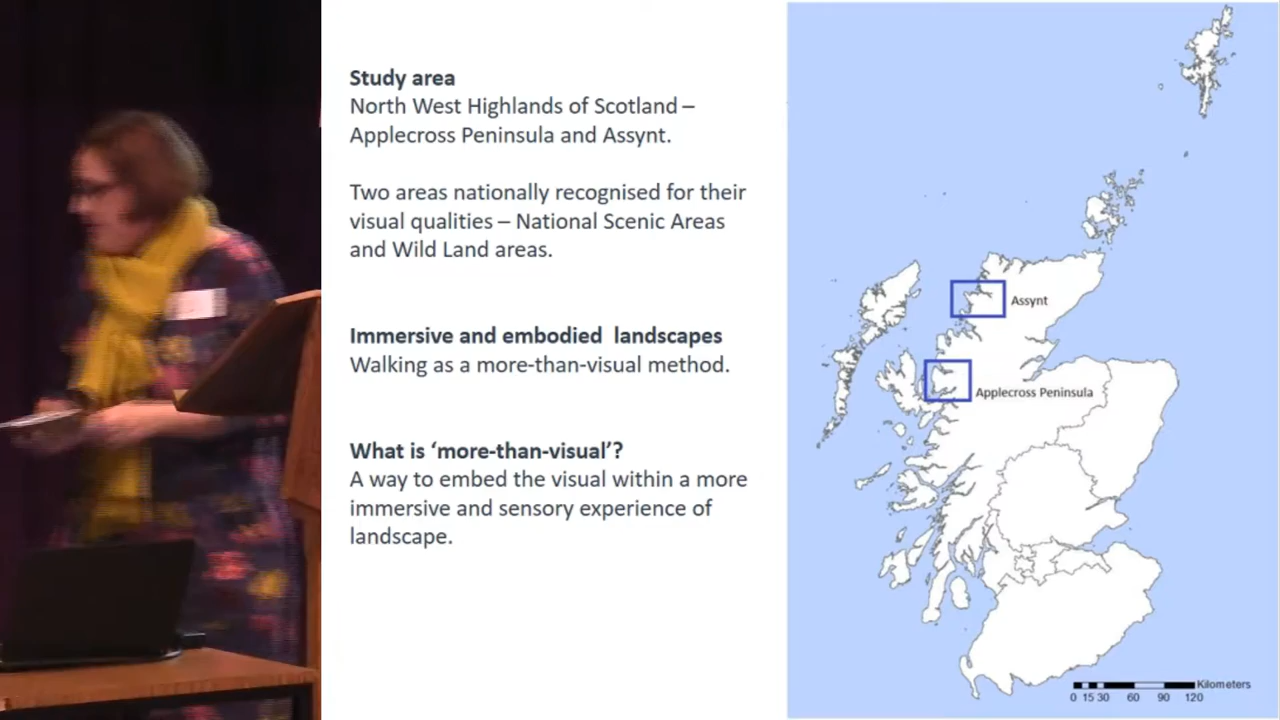 Study area
North West Highlands of Scotland –
Applecross Peninsula and Assynt.
Two areas nationally recognised for their
visual qualities – National Scenic Areas
and Wild Land areas.
Immersive and embodied  landscapes
Walking as a more-than-visual method.
What is ‘more-than-visual’?
A way to embed the visual within a more
immersive and sensory experience of
landscape.
Assynt
Applecross Peninsula
Kilometers
0 15 30 60 90 120